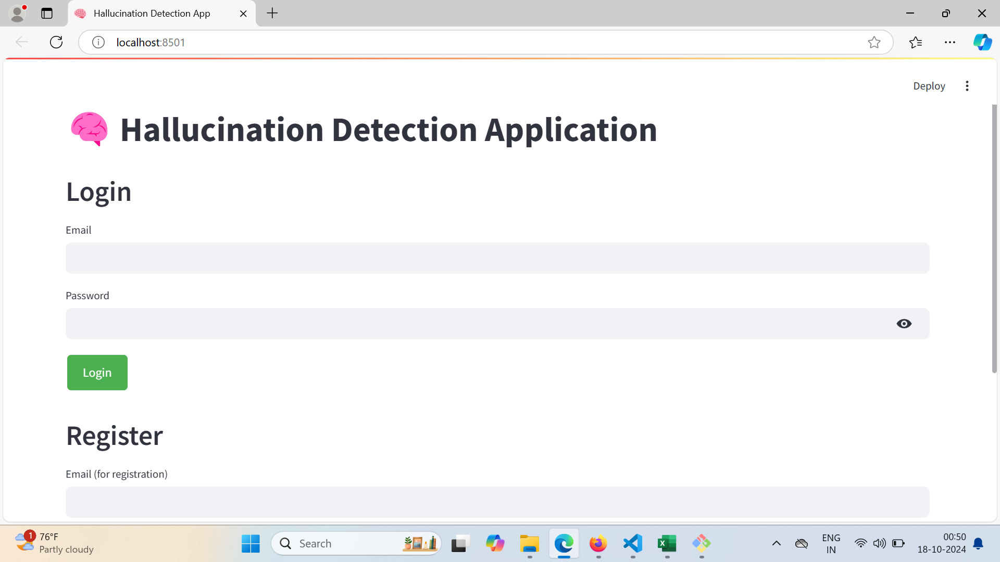 Hallucination Detection App
localhost:8501
Deploy
Hallucination Detection Application
Login
Email
Password
Login
Register
Email (for registration)
1
76°F
Partly cloudy
Search
ENG
IN
00:50
18-10-2024